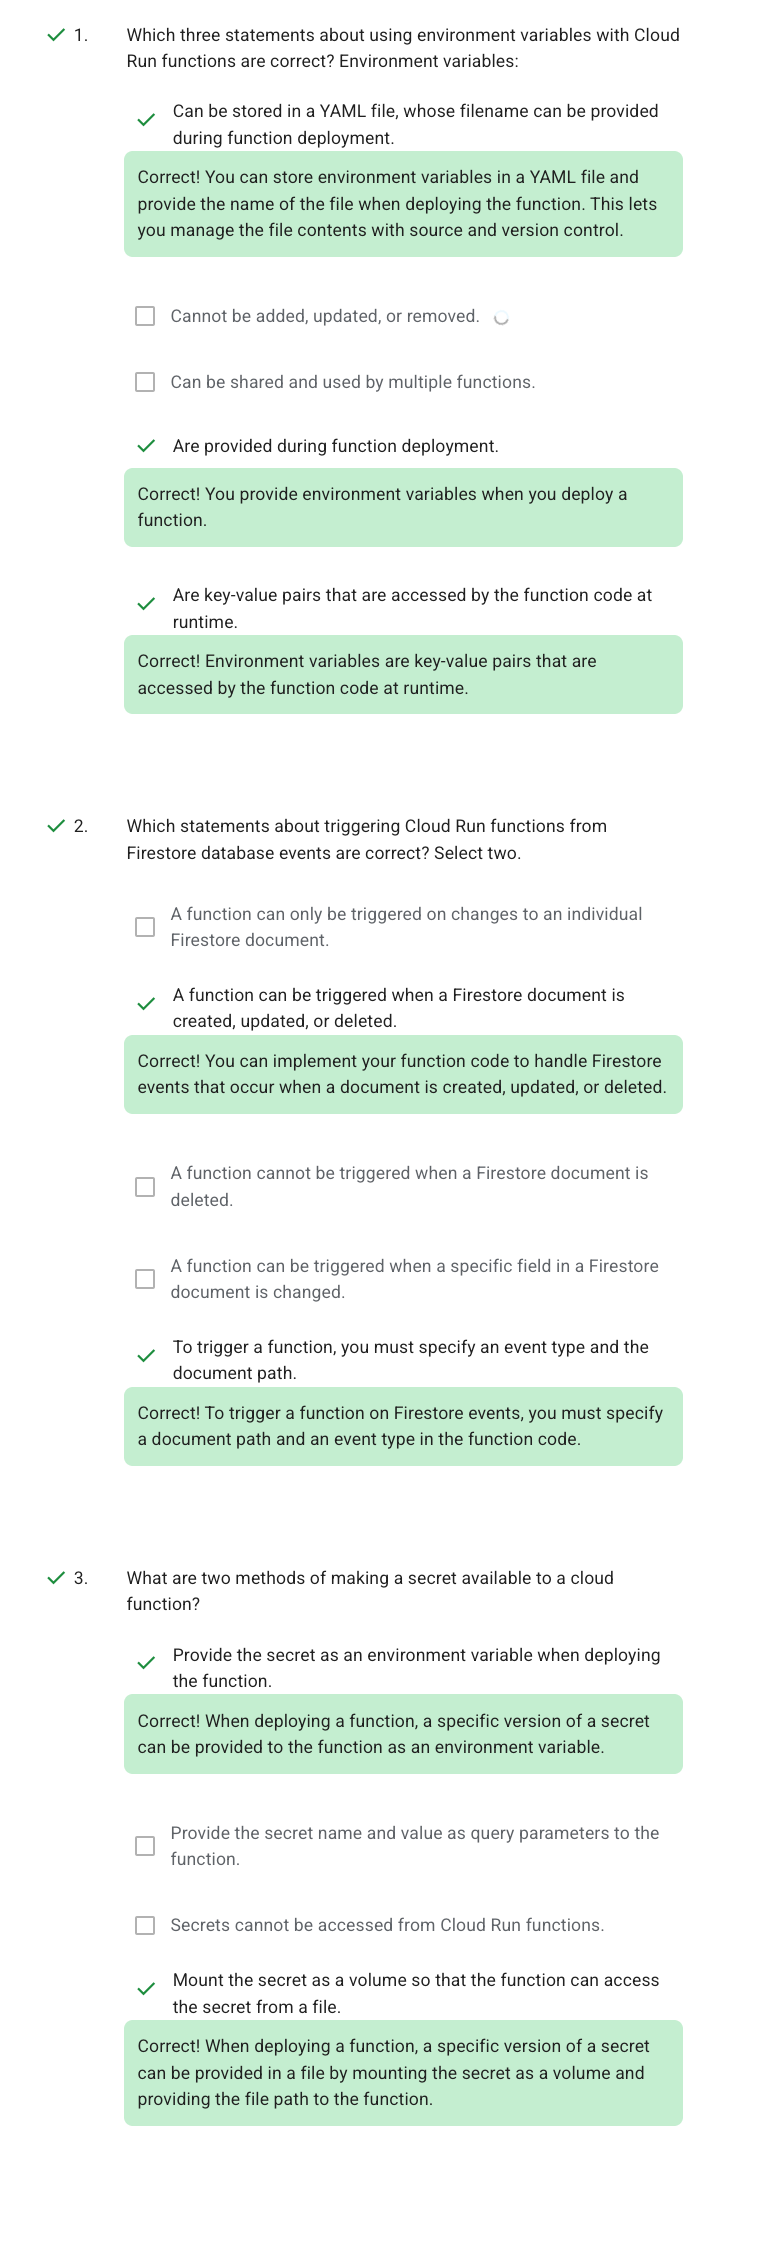 1. Which three statements about using environment variables with Cloud
Run functions are correct? Environment variables:
Can be stored in a YAML file, whose filename can be provided
during function deployment.
Correct! You can store environment variables in a YAML file and
provide the name of the file when deploying the function. This lets
you manage the file contents with source and version control.
Cannot be added, updated, or removed.
Can be shared and used by multiple functions.
Are provided during function deployment.
Correct! You provide environment variables when you deploy a
function.
Are key-value pairs that are accessed by the function code at
runtime.
Correct! Environment variables are key-value pairs that are
accessed by the function code at runtime.
2. Which statements about triggering Cloud Run functions from
Firestore database events are correct? Select two.
A function can only be triggered on changes to an individual
Firestore document.
A function can be triggered when a Firestore document is
created, updated, or deleted.
Correct! You can implement your function code to handle Firestore
events that occur when a document is created, updated, or deleted.
A function cannot be triggered when a Firestore document is
deleted.
A function can be triggered when a specific field in a Firestore
document is changed.
To trigger a function, you must specify an event type and the
document path.
Correct! To trigger a function on Firestore events, you must specify
a document path and an event type in the function code.
3. What are two methods of making a secret available to a cloud
function?
Provide the secret as an environment variable when deploying
the function.
Correct! When deploying a function, a specific version of a secret
can be provided to the function as an environment variable.
Provide the secret name and value as query parameters to the
function.
Secrets cannot be accessed from Cloud Run functions.
Mount the secret as a volume so that the function can access
the secret from a file.
Correct! When deploying a function, a specific version of a secret
can be provided in a file by mounting the secret as a volume and
providing the file path to the function.